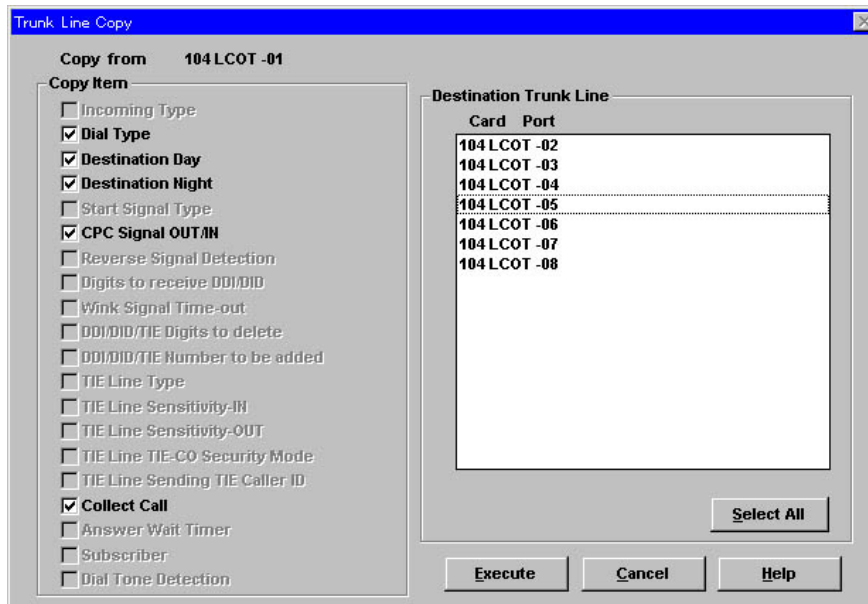 Trunk Line Copy
Copy from 104 LCOT -01
Copy Item
Incoming Type
Dial Type
Destination Day
Destination Night
Start Signal Type
CPC Signal OUT/IN
Reverse Signal Detection
Digits to receive DDI/DID
Wink Signal Time-out
DDI/DID/TIE Digits to delete
DDI/DID/TIE Number to be added
TIE Line Type
TIE Line Sensitivity-IN
TIE Line Sensitivity-OUT
TIE Line TIE-CO Security Mode
TIE Line Sending TIE Caller ID
Collect Call
Answer Wait Timer
Subscriber
Dial Tone Detection
Destination Trunk Line
Card Port
104 LCOT -02
104 LCOT -03
104 LCOT -04
104 LCOT -05
104 LCOT -06
104 LCOT -07
104 LCOT -08
Select All
Execute Cancel Help